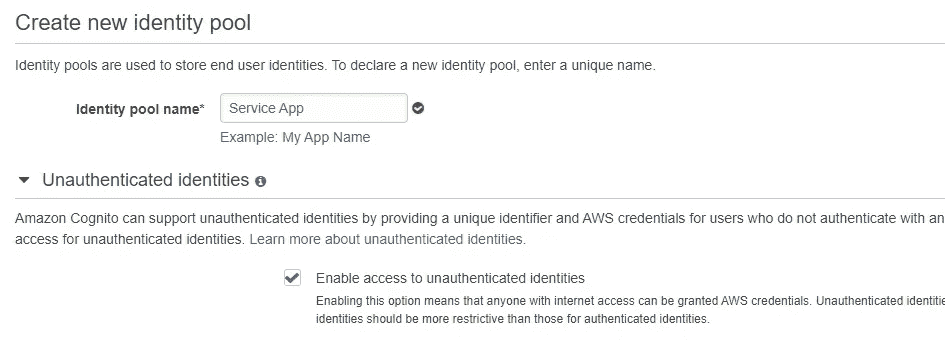 Create new identity pool
Identity pools are used to store end user identities. To declare a new identity pool, enter a unique name.
Identity pool name* Service App
Example: My App Name
Unauthenticated identities
Amazon Cognito can support unauthenticated identities by providing a unique identifier and AWS credentials for users who do not authenticate with an
access for unauthenticated identities. Learn more about unauthenticated identities.
Enable access to unauthenticated identities
Enabling this option means that anyone with internet access can be granted AWS credentials. Unauthenticated
identities should be more restrictive than those for authenticated identities.